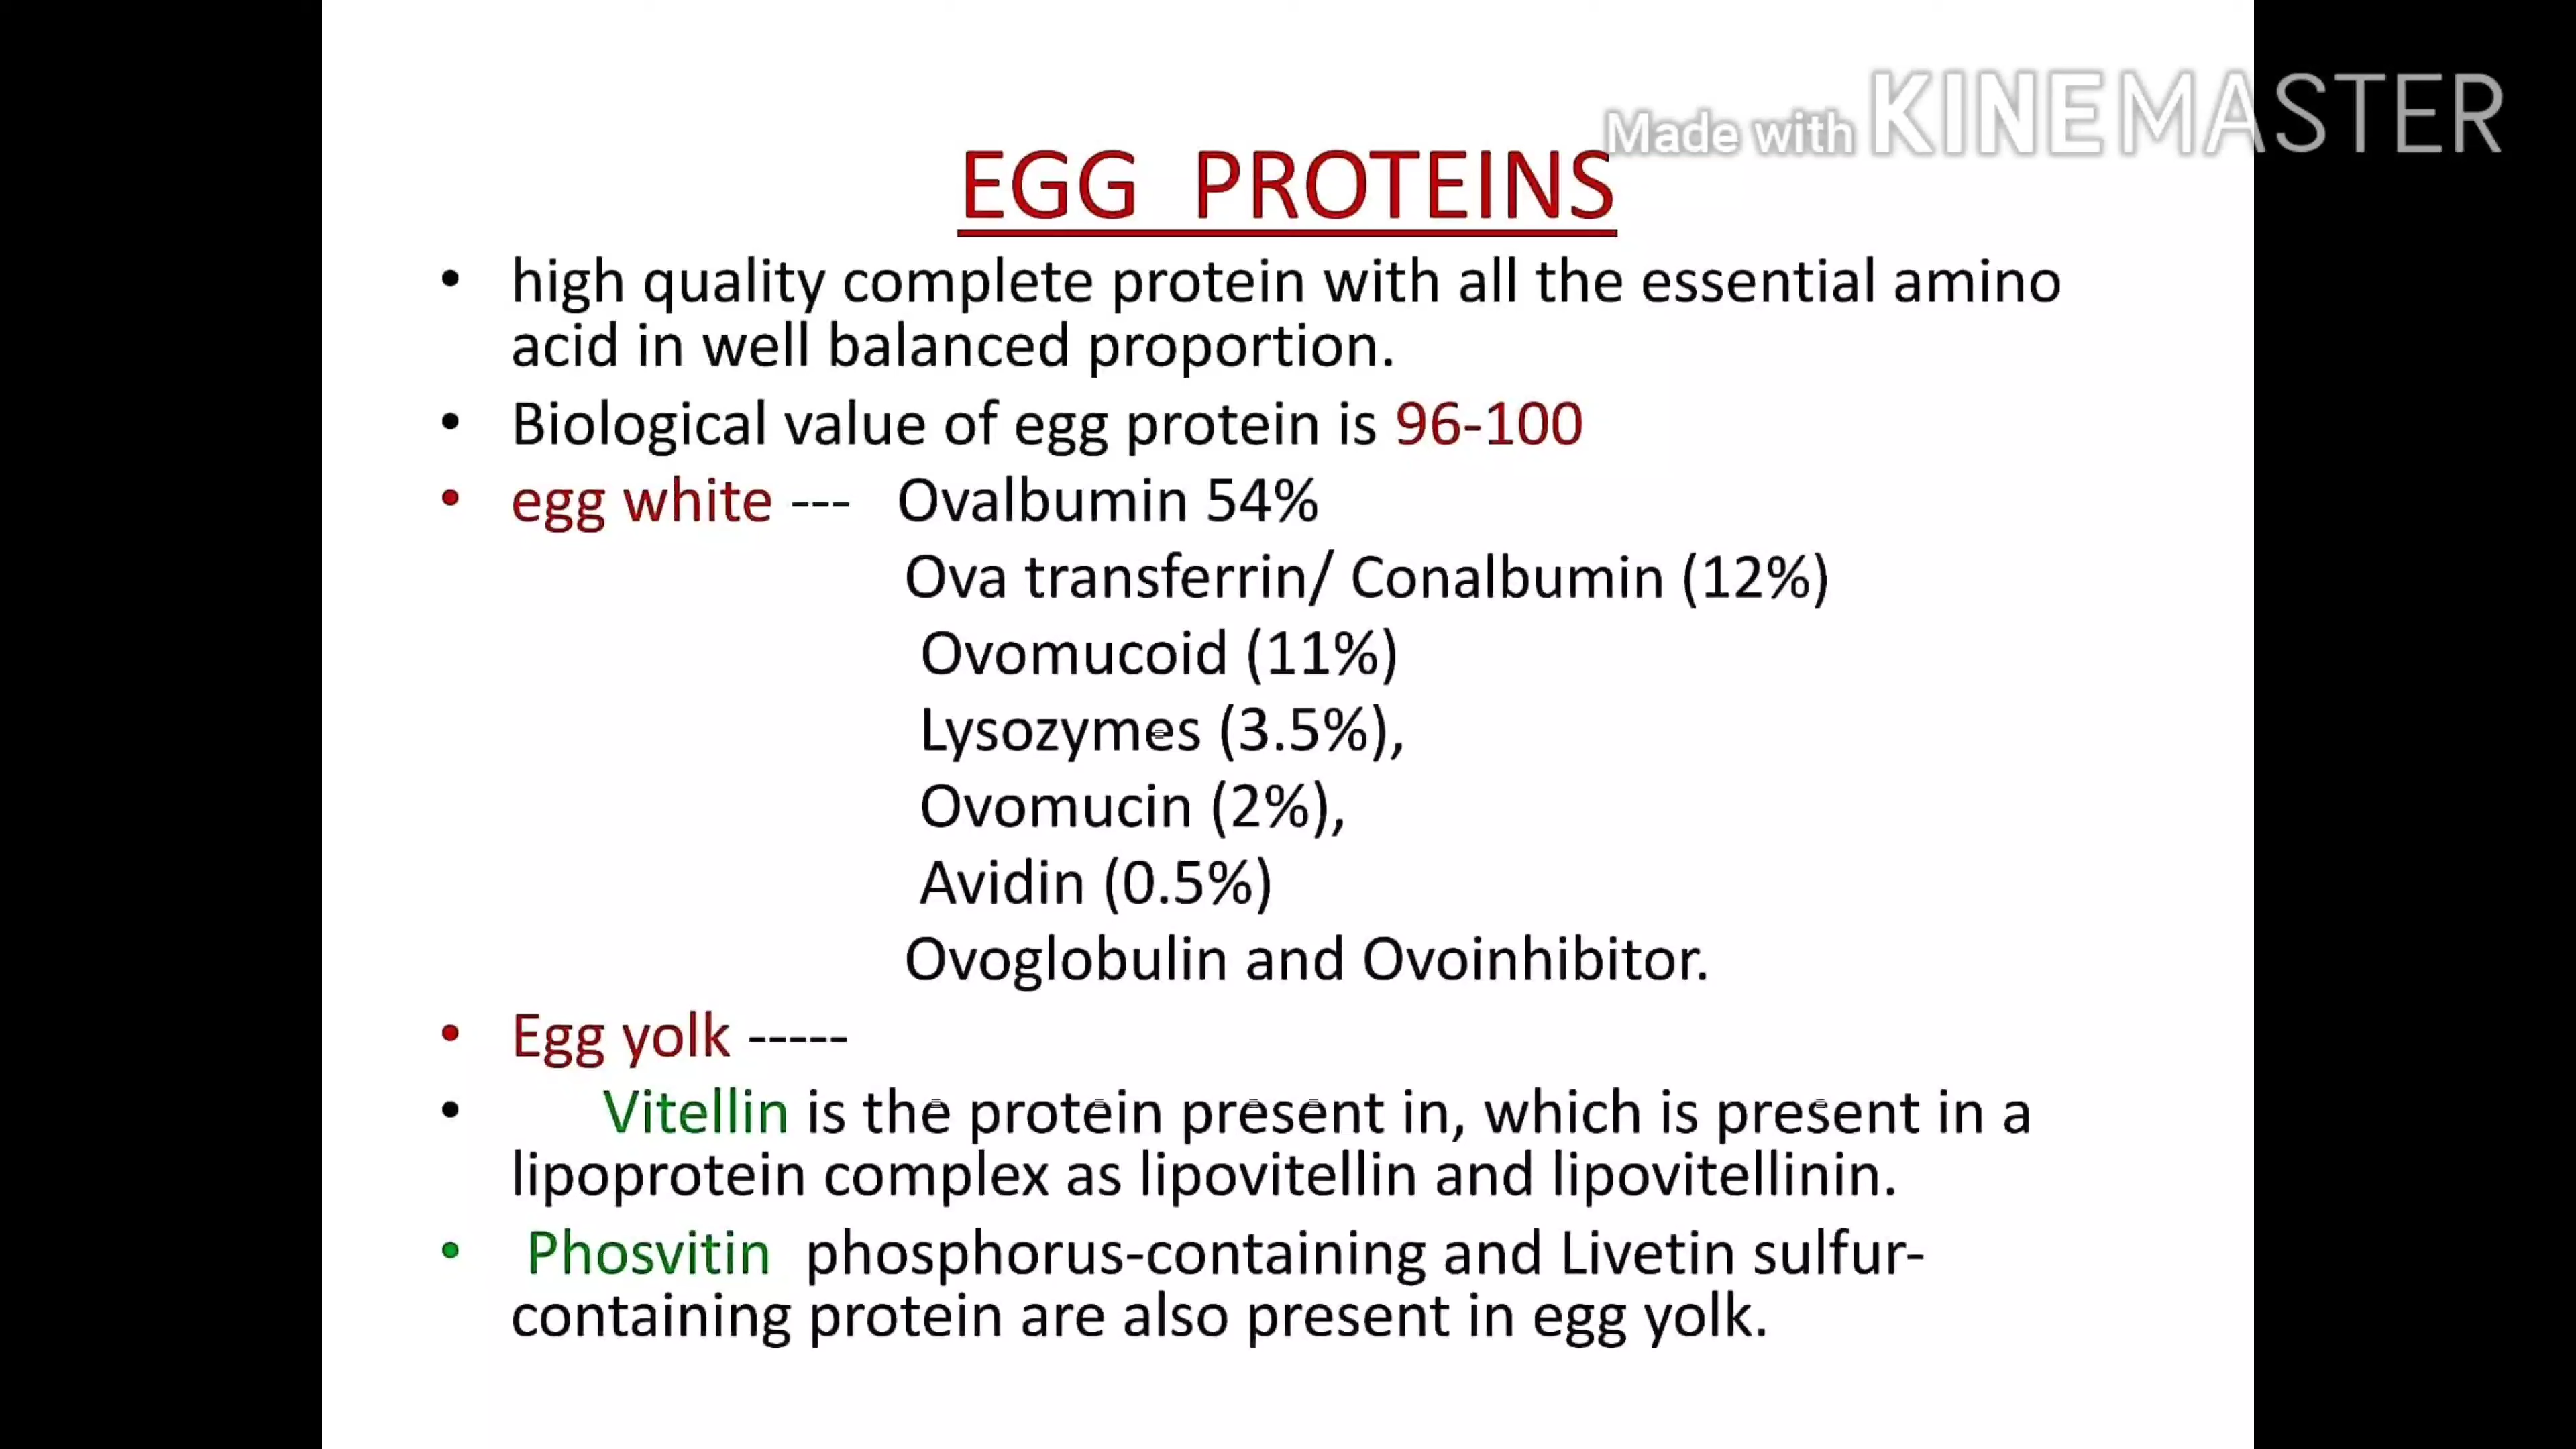 Made with KINEMASTER
EGG PROTEINS
• high quality complete protein with all the essential amino
acid in well balanced proportion.
• Biological value of egg protein is 96-100
• egg white --- Ovalbumin 54%
Ova transferrin/ Conalbumin (12%)
Ovomucoid (11%)
Lysozymes (3.5%),
Ovomucin (2%),
Avidin (0.5%)
Ovoglobulin and Ovoinhibitor.
• Egg yolk -----
• Vitellin is the protein present in, which is present in a
lipoprotein complex as lipovitellin and lipovitellinin.
• Phosvitin phosphorus-containing and Livetin sulfur-
containing protein are also present in egg yolk.